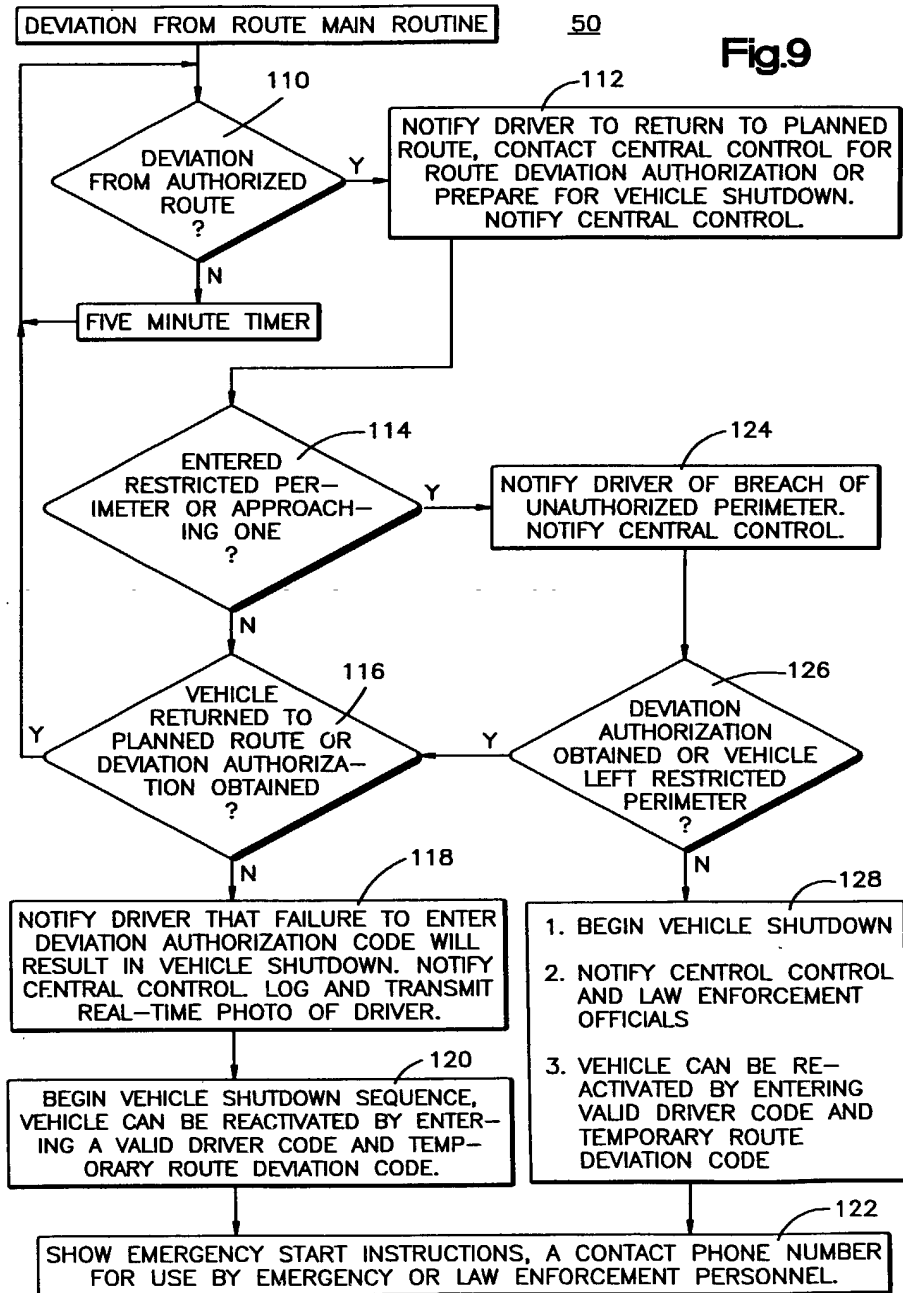 DEVIATION FROM ROUTE MAIN ROUTINE
50
Fig.9
110
DEVIATION
FROM AUTHORIZED
ROUTE
?
Y
N
112
NOTIFY DRIVER TO RETURN TO PLANNED
ROUTE, CONTACT CENTRAL CONTROL FOR
ROUTE DEVIATION AUTHORIZATION OR
PREPARE FOR VEHICLE SHUTDOWN.
NOTIFY CENTRAL CONTROL.
FIVE MINUTE TIMER
114
ENTERED
RESTRICTED PER-
IMETER OR APPROACH-
ING ONE
?
Y
N
124
NOTIFY DRIVER OF BREACH OF
UNAUTHORIZED PERIMETER.
NOTIFY CENTRAL CONTROL.
116
VEHICLE
RETURNED TO
PLANNED ROUTE OR
DEVIATION AUTHORIZA-
TION OBTAINED
?
Y
N
126
DEVIATION
AUTHORIZATION
OBTAINED OR VEHICLE
LEFT RESTRICTED
PERIMETER
?
Y
N
118
NOTIFY DRIVER THAT FAILURE TO ENTER
DEVIATION AUTHORIZATION CODE WILL
RESULT IN VEHICLE SHUTDOWN. NOTIFY
CENTRAL CONTROL. LOG AND TRANSMIT
REAL-TIME PHOTO OF DRIVER.
120
BEGIN VEHICLE SHUTDOWN SEQUENCE,
VEHICLE CAN BE REACTIVATED BY ENTER-
ING A VALID DRIVER CODE AND TEMP-
ORARY ROUTE DEVIATION CODE.
128
1. BEGIN VEHICLE SHUTDOWN
2. NOTIFY CENTRAL CONTROL
AND LAW ENFORCEMENT
OFFICIALS
3. VEHICLE CAN BE RE-
ACTIVATED BY ENTERING
VALID DRIVER CODE AND
TEMPORARY ROUTE
DEVIATION CODE
122
SHOW EMERGENCY START INSTRUCTIONS, A CONTACT PHONE NUMBER
FOR USE BY EMERGENCY OR LAW ENFORCEMENT PERSONNEL.